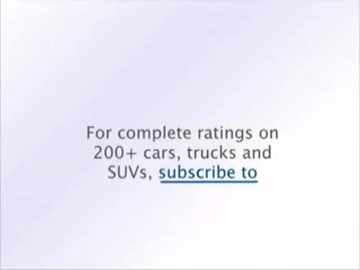 For complete ratings on
200+ cars, trucks and
SUVs, subscribe to